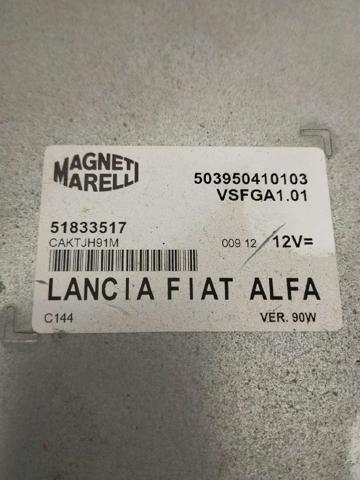 MAGNETI MARELLI
503950410103
VSFGA1.01
51833517
CAKTJH91M
009 12 12V=
LANCIA FIAT ALFA
C144 VER. 90W